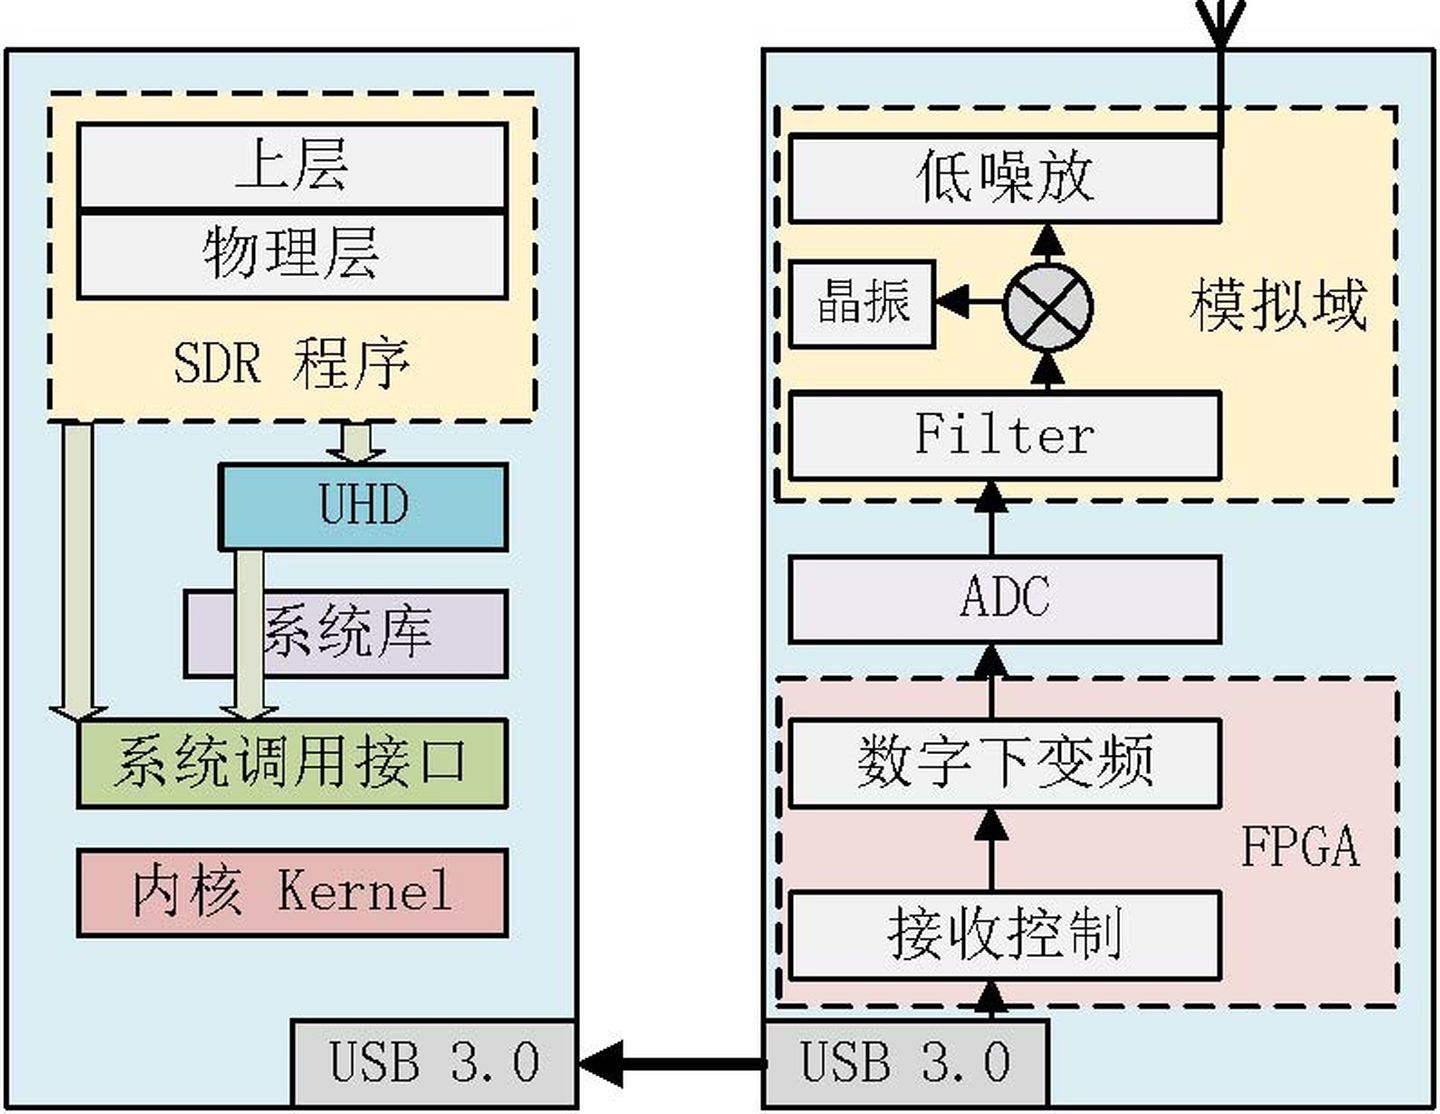 上层
物理层
SDR 程序
UHD
系统库
系统调用接口
内核 Kernel
USB 3.0
低噪放
晶振
模拟域
Filter
ADC
数字下变频
FPGA
接收控制
USB 3.0